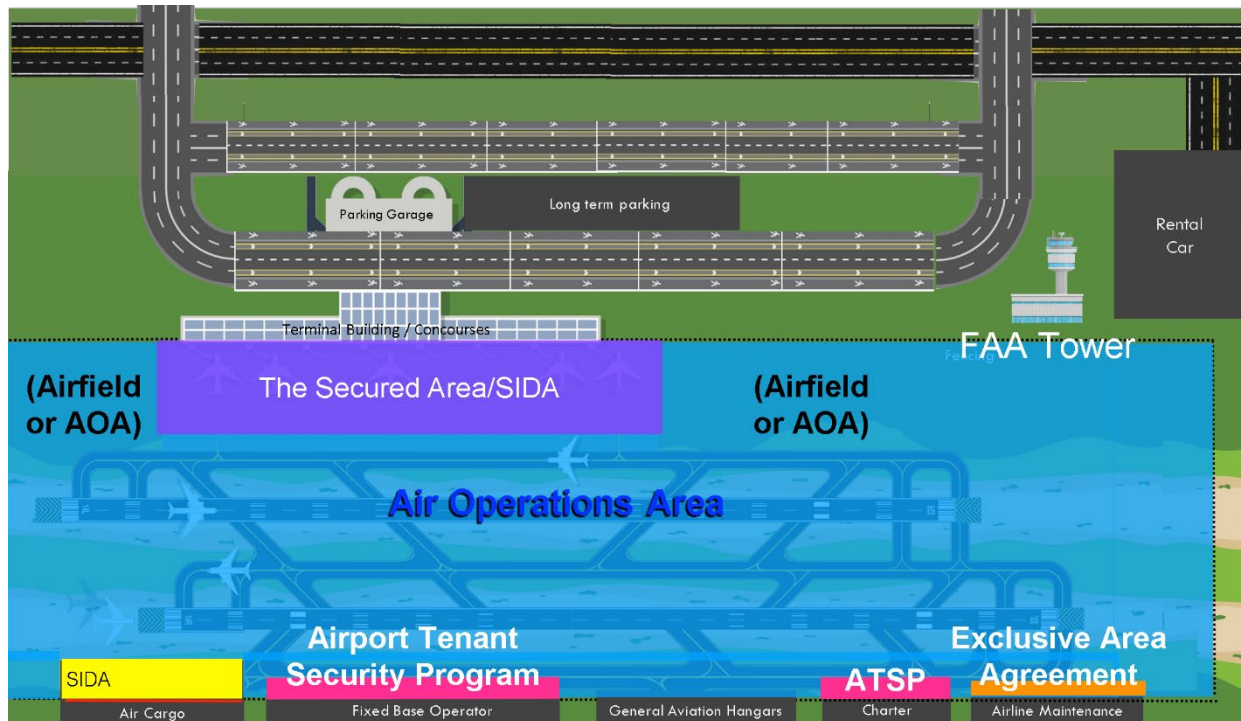 Parking Garage
Long term parking
Rental
Car
Terminal Building / Concourses
FAA Tower
Fencing
(Airfield
or AOA)
The Secured Area/SIDA
(Airfield
or AOA)
Air Operations Area
Airport Tenant
Security Program
Exclusive Area
Agreement
SIDA
ATSP
Air Cargo
Fixed Base Operator
General Aviation Hangars
Charter
Airline Maintenance